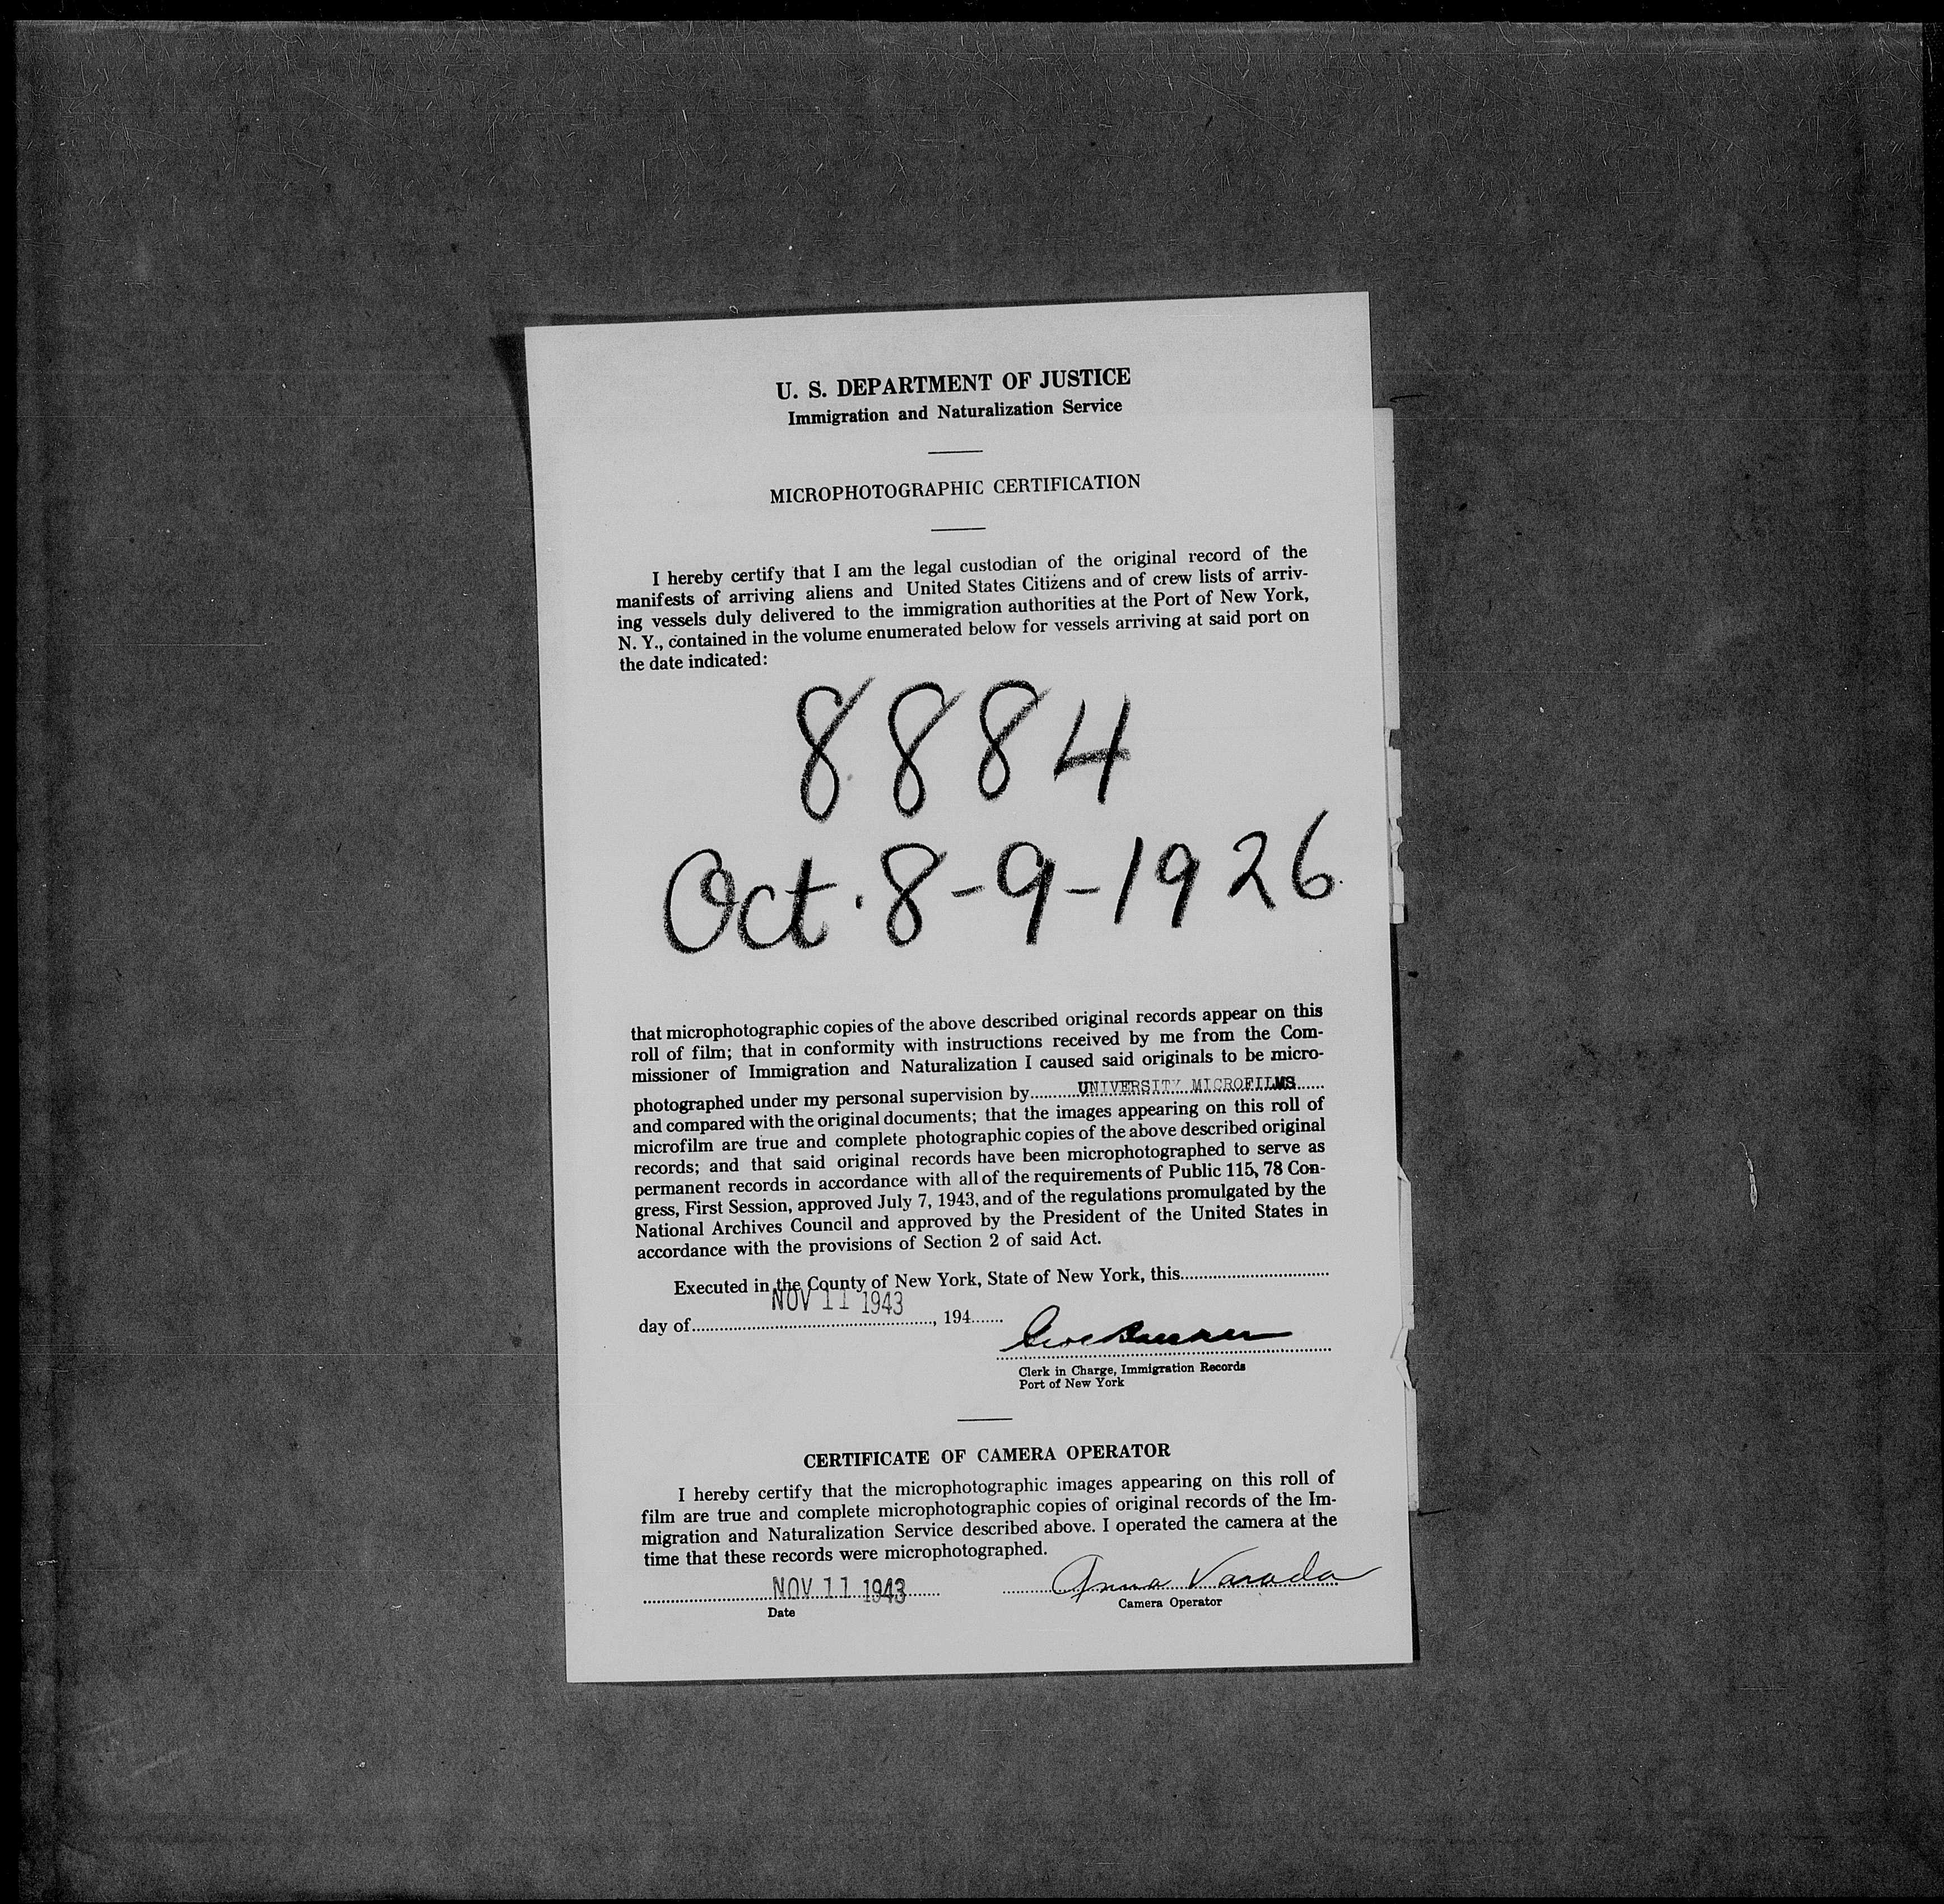 U. S. DEPARTMENT OF JUSTICE
Immigration and Naturalization Service
MICROPHOTOGRAPHIC CERTIFICATION
I hereby certify that I am the legal custodian of the original record of the
manifests of arriving aliens and United States Citizens and of crew lists of arriv-
ing vessels duly delivered to the immigration authorities at the Port of New York,
N. Y., contained in the volume enumerated below for vessels arriving at said port on
the date indicated:
8884
Oct. 8-9-1926
that microphotographic copies of the above described original records appear on this
roll of film; that in conformity with instructions received by me from the Com-
missioner of Immigration and Naturalization I caused said originals to be micro-
photographed under my personal supervision by UNIVERSITY MICROFILMS
and compared with the original documents; that the images appearing on this roll of
microfilm are true and complete photographic copies of the above described original
records; and that said original records have been microphotographed to serve as
permanent records in accordance with all of the requirements of Public 115, 78 Con-
gress, First Session, approved July 7, 1943, and of the regulations promulgated by the
National Archives Council and approved by the President of the United States in
accordance with the provisions of Section 2 of said Act.
Executed in the County of New York, State of New York, this
NOV 11 1943
day of , 194
Clerk in Charge, Immigration Records
Port of New York
CERTIFICATE OF CAMERA OPERATOR
I hereby certify that the microphotographic images appearing on this roll of
film are true and complete microphotographic copies of original records of the Im-
migration and Naturalization Service described above. I operated the camera at the
time that these records were microphotographed.
NOV 11 1943 Anna Varada
Date Camera Operator